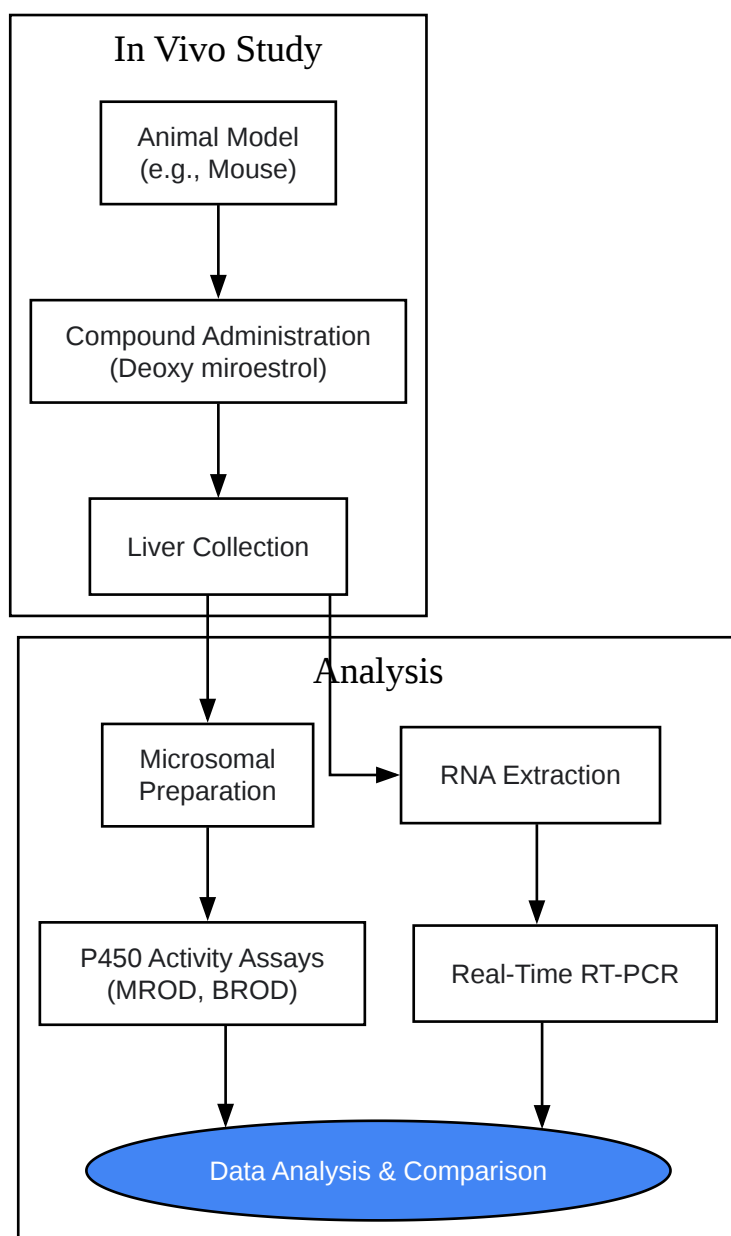 In Vivo Study
Animal Model
(e.g., Mouse)
Compound Administration
(Deoxy miroestrol)
Liver Collection
Analysis
Microsomal
Preparation
RNA Extraction
P450 Activity Assays
(MROD, BROD)
Real-Time RT-PCR
Data Analysis & Comparison